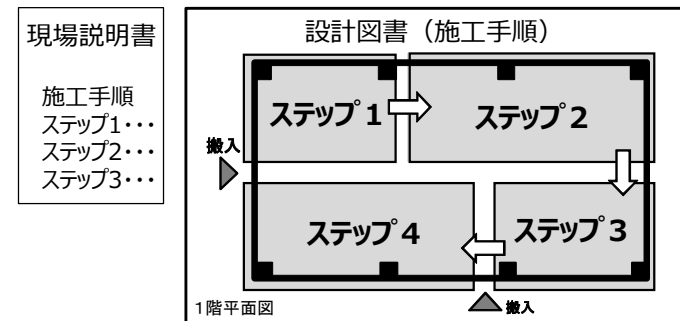 現場説明書
施工手順
ステップ1･･･
ステップ2･･･
ステップ3･･･
設計図書（施工手順）
ステップ1
ステップ2
搬入
ステップ4
ステップ3
1階平面図
搬入